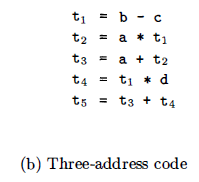 t₁ = b - c
t₂ = a * t₁
t₃ = a + t₂
t₄ = t₁ * d
t₅ = t₃ + t₄
(b) Three-address code